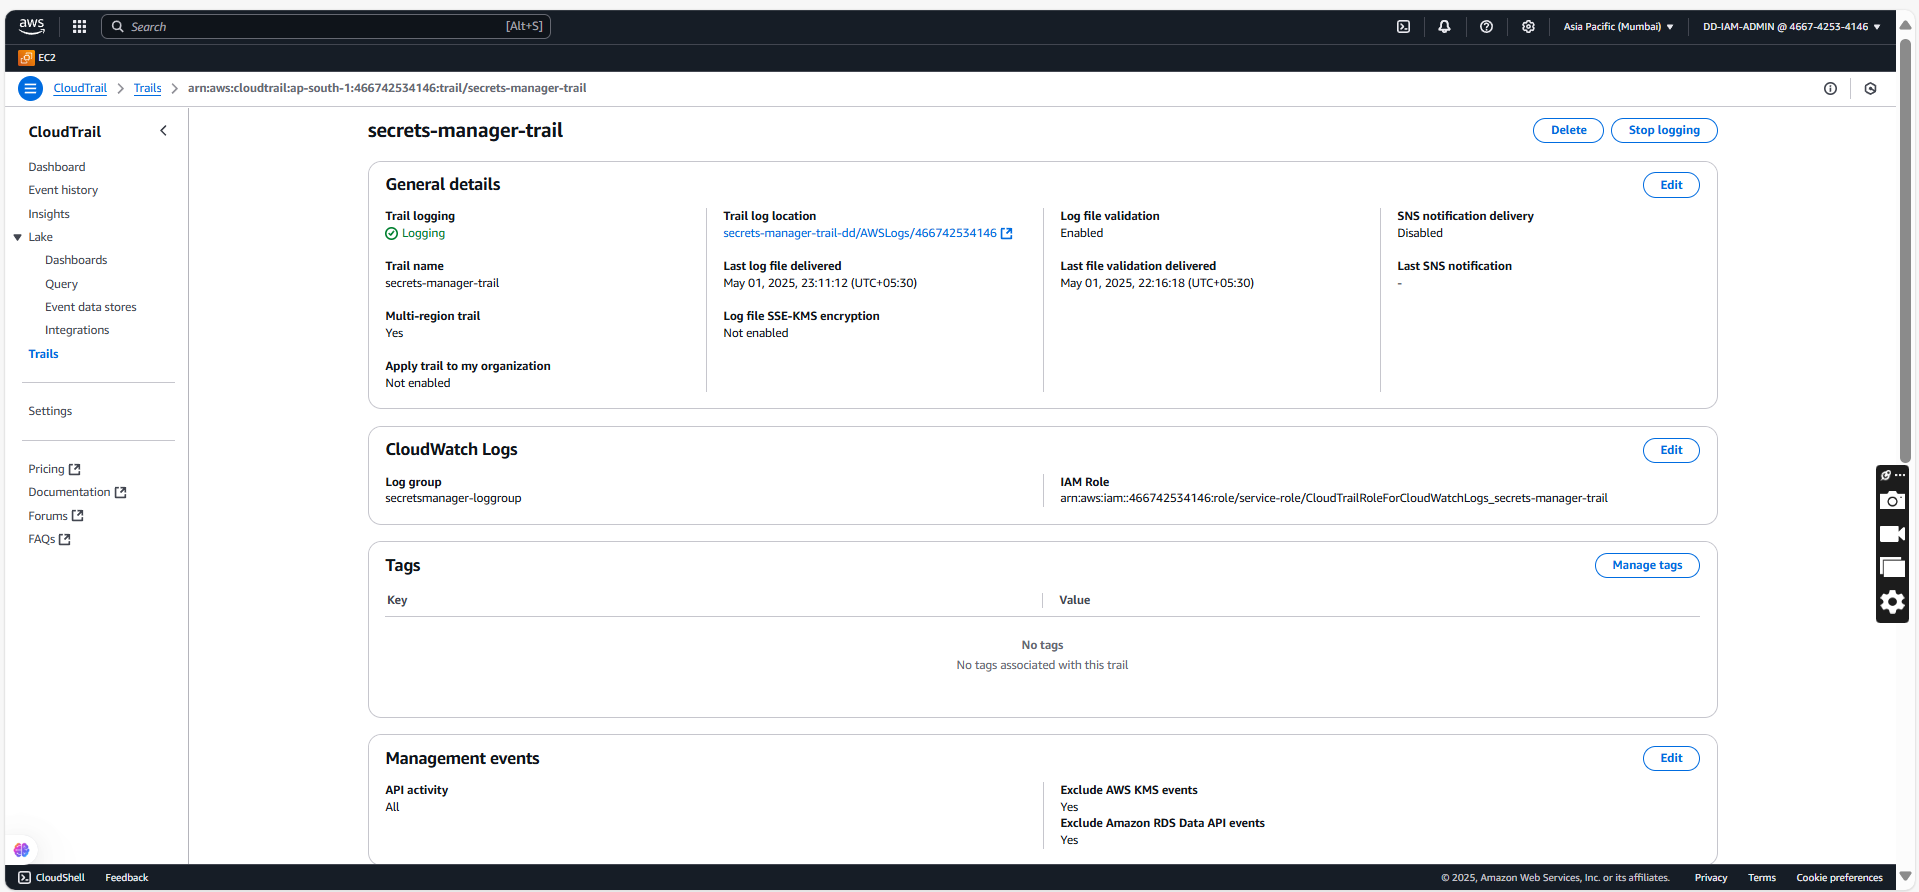 aws
Search
[Alt+S]
Asia Pacific (Mumbai)
DD-IAM-ADMIN @ 4667-4253-4146
EC2
CloudTrail
Trails
arn:aws:cloudtrail:ap-south-1:466742534146:trail/secrets-manager-trail
CloudTrail
Dashboard
Event history
Insights
Lake
Dashboards
Query
Event data stores
Integrations
Trails
Settings
Pricing
Documentation
Forums
FAQs
secrets-manager-trail
Delete
Stop logging
General details
Edit
Trail logging
Logging
Trail name
secrets-manager-trail
Multi-region trail
Yes
Apply trail to my organization
Not enabled
Trail log location
secrets-manager-trail-dd/AWSLogs/466742534146
Last log file delivered
May 01, 2025, 23:11:12 (UTC+05:30)
Log file SSE-KMS encryption
Not enabled
Log file validation
Enabled
Last file validation delivered
May 01, 2025, 22:16:18 (UTC+05:30)
SNS notification delivery
Disabled
Last SNS notification
-
CloudWatch Logs
Edit
Log group
secretsmanager-loggroup
IAM Role
arn:aws:iam::466742534146:role/service-role/CloudTrailRoleForCloudWatchLogs_secrets-manager-trail
Tags
Manage tags
Key
Value
No tags
No tags associated with this trail
Management events
Edit
API activity
All
Exclude AWS KMS events
Yes
Exclude Amazon RDS Data API events
Yes
CloudShell
Feedback
© 2025, Amazon Web Services, Inc. or its affiliates.
Privacy
Terms
Cookie preferences